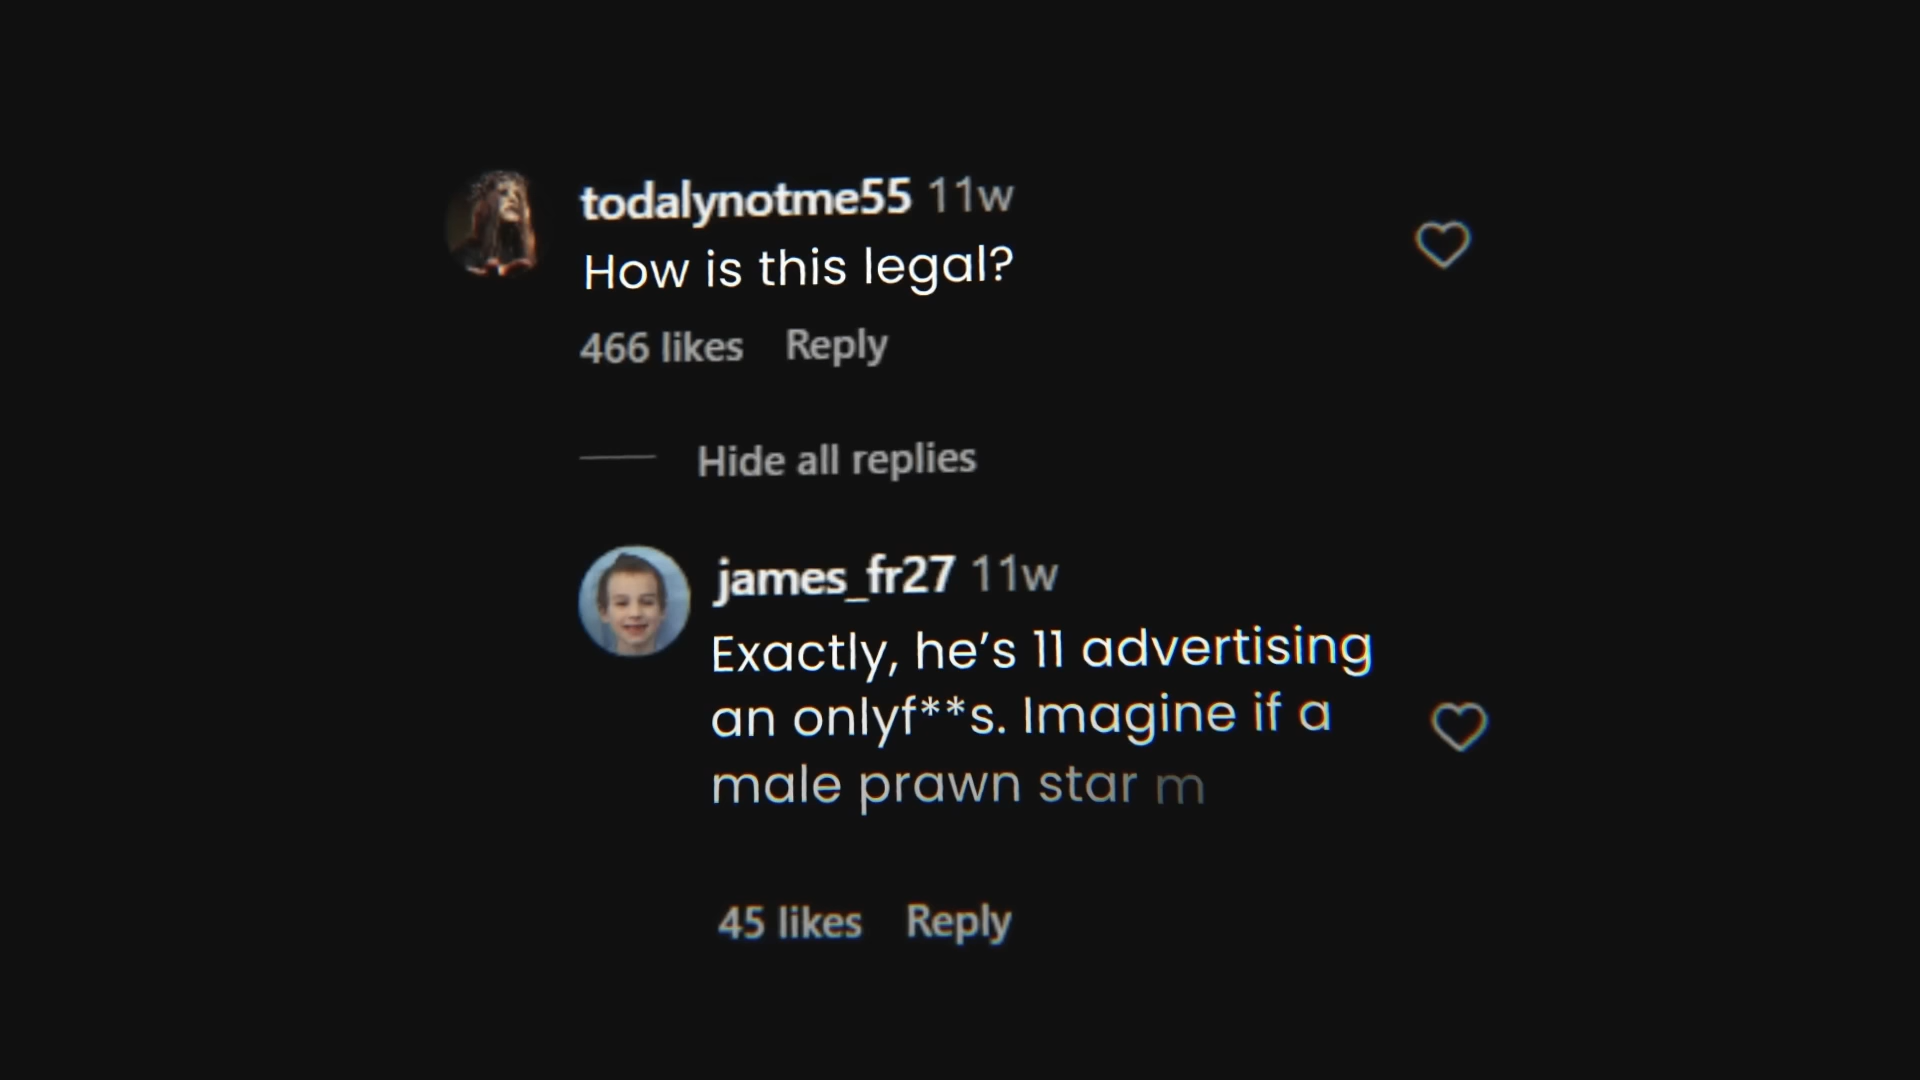 todalynotme55 11w
How is this legal?
466 likes Reply
Hide all replies
james_fr27 11w
Exactly, he’s 11 advertising
an onlyf**s. Imagine if a
male prawn star m
45 likes Reply